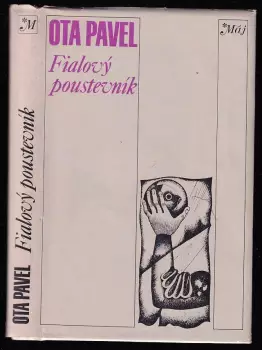 *M
OTA PAVEL
Fialový
poustevník
*Máj
OTA PAVEL Fialový poustevník